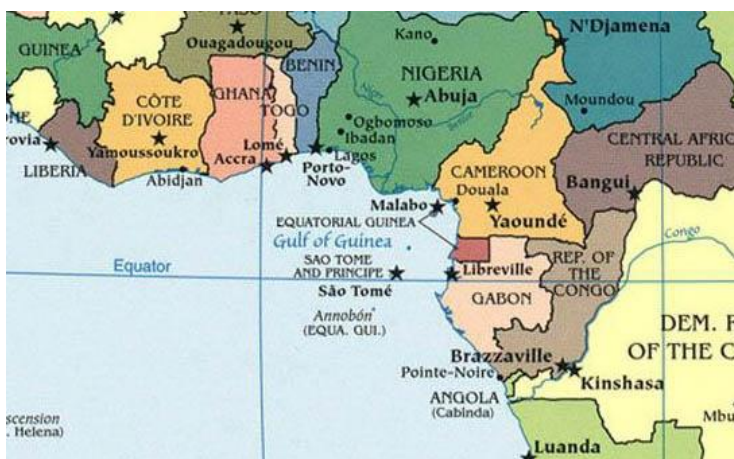 Ouagadougou
Kano
N'Djamena
GUINEA
BENIN
NIGERIA
Niger
Abuja
Benue
Moundou
CÔTE
D'IVOIRE
GHANA
TOGO
Ogbomoso
Ibadan
CENTRAL AFRIC
REPUBLIC
rovia
Yamoussoukro
Lomé
Lagos
Accra
Porto-
Novo
LIBERIA
Abidjan
CAMEROON
Douala
Bangui
Malabo
Yaoundé
EQUATORIAL GUINEA
Gulf of Guinea
Congo
Equator
SAO TOME
AND PRINCIPE
Libreville
REP. OF
THE
CONGO
São Tomé
GABON
Annobón
(EQUA. GUI.)
DEM. R
OF THE C
Brazzaville
Pointe-Noire
Kinshasa
ANGOLA
(Cabinda)
Mbu
scension
. Helena)
Luanda